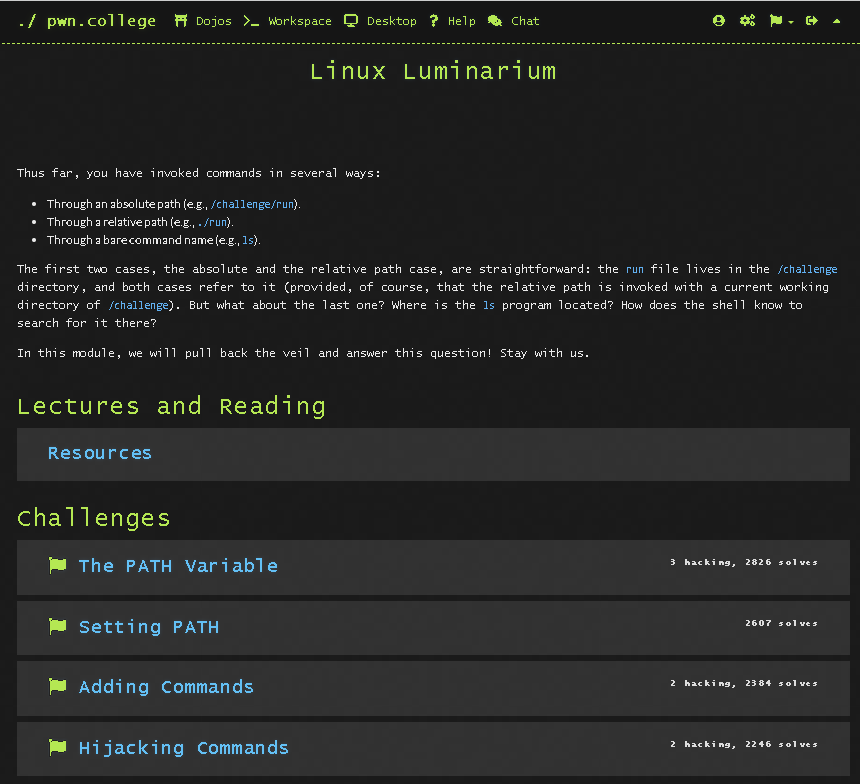 ./ pwn.college Dojos Workspace Desktop Help Chat
Linux Luminarium
Thus far, you have invoked commands in several ways:
• Through an absolute path (e.g., /challenge/run).
• Through a relative path (e.g., ./run).
• Through a bare command name (e.g., ls).
The first two cases, the absolute and the relative path case, are straightforward: the run file lives in the /challenge
directory, and both cases refer to it (provided, of course, that the relative path is invoked with a current working
directory of /challenge). But what about the last one? Where is the ls program located? How does the shell know to
search for it there?
In this module, we will pull back the veil and answer this question! Stay with us.
Lectures and Reading
Resources
Challenges
The PATH Variable 3 hacking, 2826 solves
Setting PATH 2607 solves
Adding Commands 2 hacking, 2384 solves
Hijacking Commands 2 hacking, 2246 solves